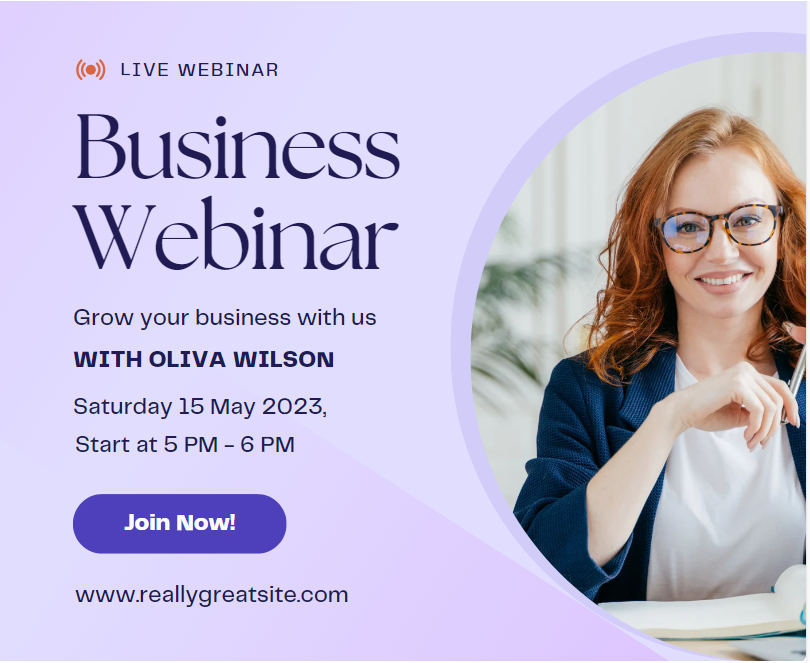 LIVE WEBINAR
Business
Webinar
Grow your business with us
WITH OLIVA WILSON
Saturday 15 May 2023,
Start at 5 PM - 6 PM
Join Now!
www.reallygreatsite.com